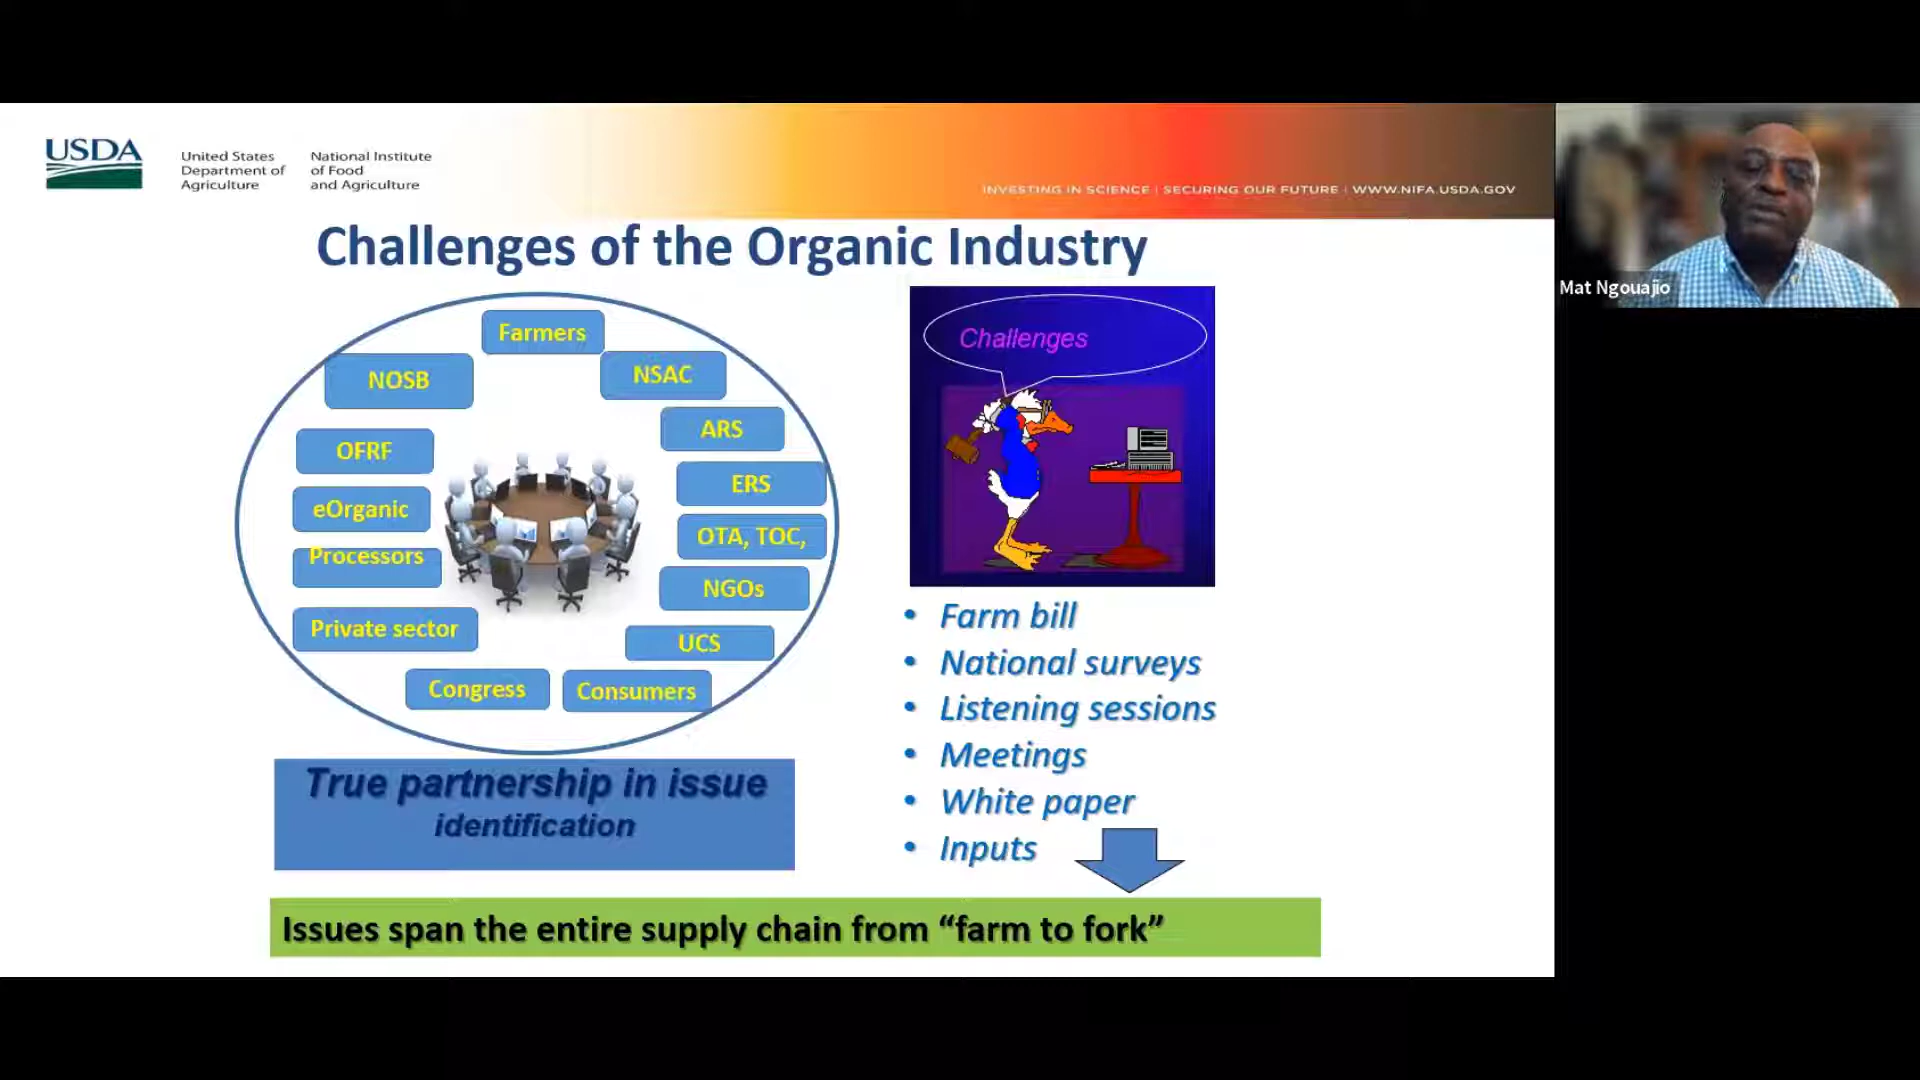 USDA
United States
Department of
Agriculture
National Institute
of Food
and Agriculture
INVESTING IN SCIENCE | SECURING OUR FUTURE | WWW.NIFA.USDA.GOV
Mat Ngouajio
Challenges of the Organic Industry
Farmers
NOSB
NSAC
ARS
OFRF
ERS
eOrganic
OTA, TOC,
Processors
NGOs
Private sector
UCS
Congress
Consumers
True partnership in issue
identification
Challenges
• Farm bill
• National surveys
• Listening sessions
• Meetings
• White paper
• Inputs
Issues span the entire supply chain from “farm to fork”